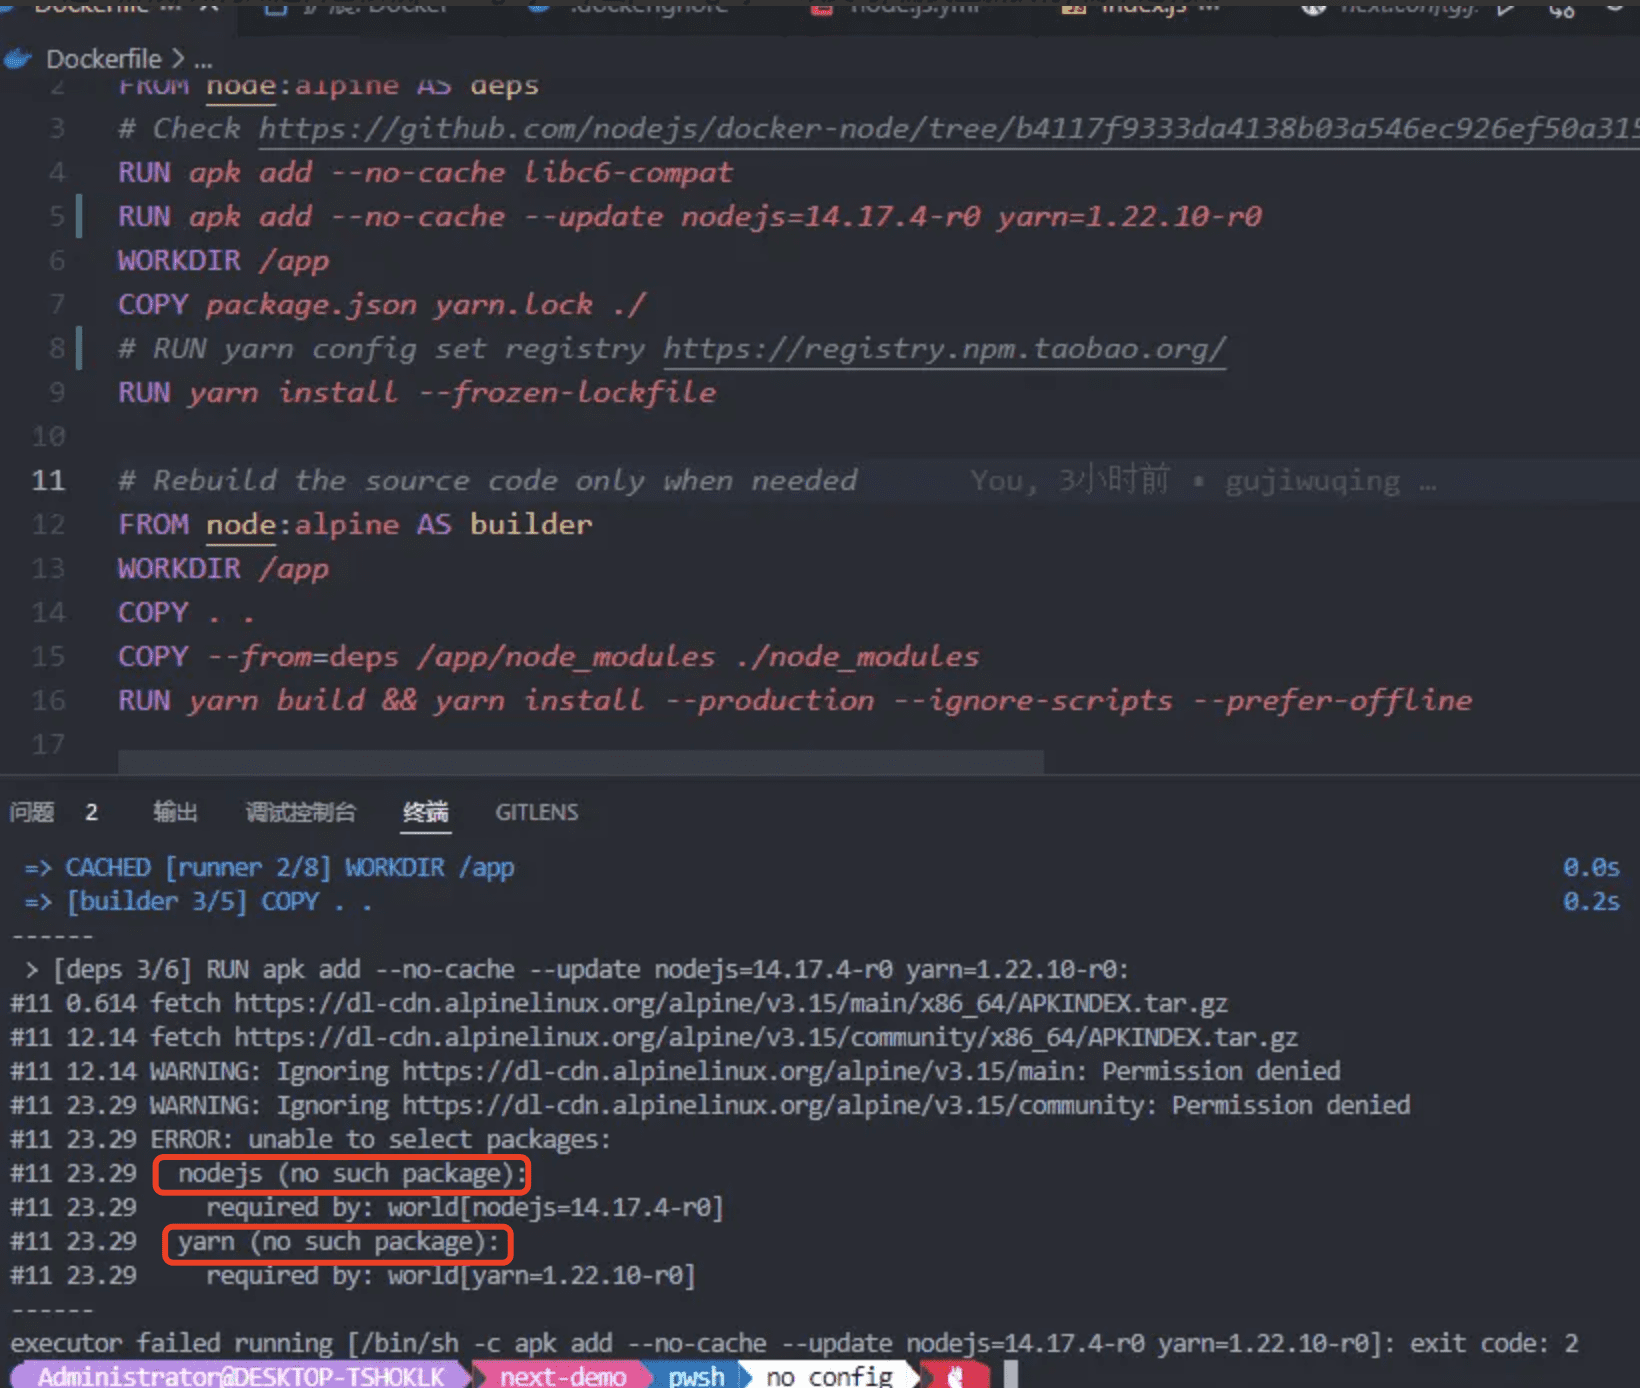 Dockerfile > ...
2 FROM node:alpine AS deps
3 # Check https://github.com/nodejs/docker-node/tree/b4117f9333da4138b03a546ec926ef50a315
4 RUN apk add --no-cache libc6-compat
5 RUN apk add --no-cache --update nodejs=14.17.4-r0 yarn=1.22.10-r0
6 WORKDIR /app
7 COPY package.json yarn.lock ./
8 # RUN yarn config set registry https://registry.npm.taobao.org/
9 RUN yarn install --frozen-lockfile
10
11 # Rebuild the source code only when needed You, 3小时前 • gujiwuqing …
12 FROM node:alpine AS builder
13 WORKDIR /app
14 COPY . .
15 COPY --from=deps /app/node_modules ./node_modules
16 RUN yarn build && yarn install --production --ignore-scripts --prefer-offline
17
问题 2 输出 调试控制台 终端 GITLENS
=> CACHED [runner 2/8] WORKDIR /app 0.0s
=> [builder 3/5] COPY . . 0.2s
------
> [deps 3/6] RUN apk add --no-cache --update nodejs=14.17.4-r0 yarn=1.22.10-r0:
#11 0.614 fetch https://dl-cdn.alpinelinux.org/alpine/v3.15/main/x86_64/APKINDEX.tar.gz
#11 12.14 fetch https://dl-cdn.alpinelinux.org/alpine/v3.15/community/x86_64/APKINDEX.tar.gz
#11 12.14 WARNING: Ignoring https://dl-cdn.alpinelinux.org/alpine/v3.15/main: Permission denied
#11 23.29 WARNING: Ignoring https://dl-cdn.alpinelinux.org/alpine/v3.15/community: Permission denied
#11 23.29 ERROR: unable to select packages:
#11 23.29 nodejs (no such package):
#11 23.29 required by: world[nodejs=14.17.4-r0]
#11 23.29 yarn (no such package):
#11 23.29 required by: world[yarn=1.22.10-r0]
------
executor failed running [/bin/sh -c apk add --no-cache --update nodejs=14.17.4-r0 yarn=1.22.10-r0]: exit code: 2
Administrator@DESKTOP-TSHOKLK next-demo pwsh no config